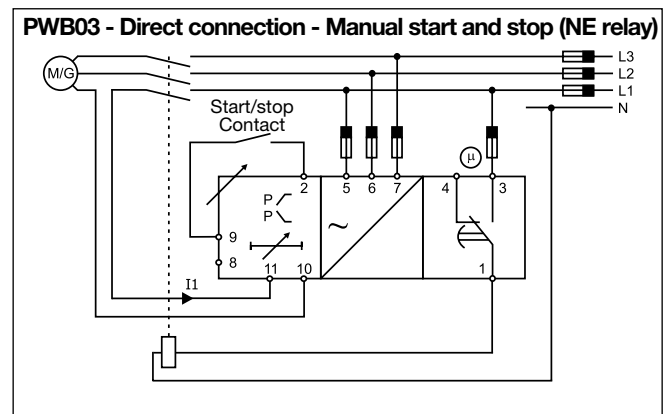 PWB03 - Direct connection - Manual start and stop (NE relay)
L3
M/G
L2
L1
Start/stop
Contact
N
μ
2
5
6
7
4
3
P
P
~
9
8
11
10
1
I1